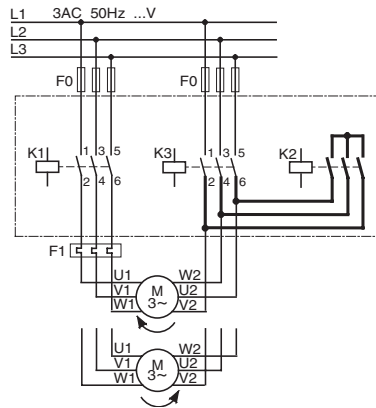 L1 3AC 50Hz ...V
L2
L3
F0 F0
K1 1 3 5 K3 1 3 5 K2
2 4 6 2 4 6
F1
U1 M 3~ W2
V1 U2
W1 V2
U1 M 3~ W2
V1 U2
W1 V2